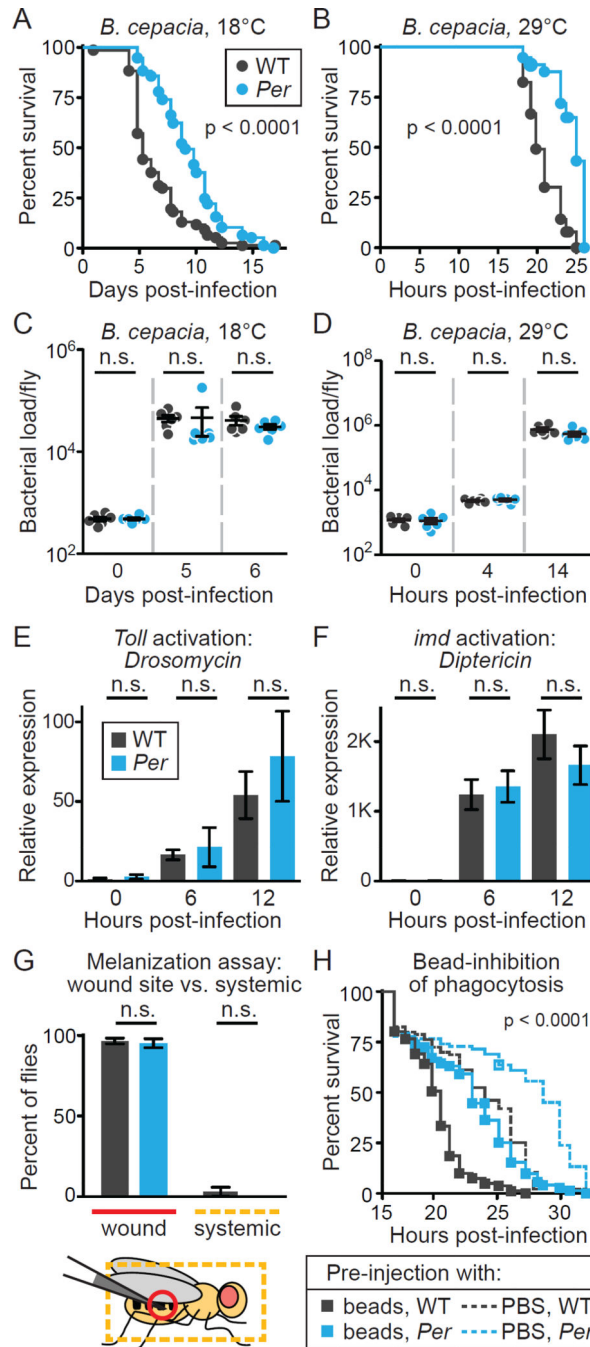 A
B. cepacia, 18°C
Percent survival
100
75
50
25
0
WT
Per
p < 0.0001
0 5 10 15
Days post-infection
B
B. cepacia, 29°C
Percent survival
100
75
50
25
0
p < 0.0001
0 5 10 15 20 25
Hours post-infection
C
B. cepacia, 18°C
n.s. n.s. n.s.
Bacterial load/fly
10^6
10^4
10^2
0 5 6
Days post-infection
D
B. cepacia, 29°C
n.s. n.s. n.s.
Bacterial load/fly
10^8
10^6
10^4
10^2
0 4 14
Hours post-infection
E
Toll activation:
Drosomycin
n.s. n.s. n.s.
Relative expression
100
50
0
WT
Per
0 6 12
Hours post-infection
F
imd activation:
Diptericin
n.s. n.s. n.s.
Relative expression
2K
1K
0
0 6 12
Hours post-infection
G
Melanization assay:
wound site vs. systemic
n.s. n.s.
Percent of flies
100
50
0
wound systemic
H
Bead-inhibition
of phagocytosis
Percent survival
100
75
50
25
0
p < 0.0001
15 20 25 30
Hours post-infection
Pre-injection with:
beads, WT PBS, WT
beads, Per PBS, Per